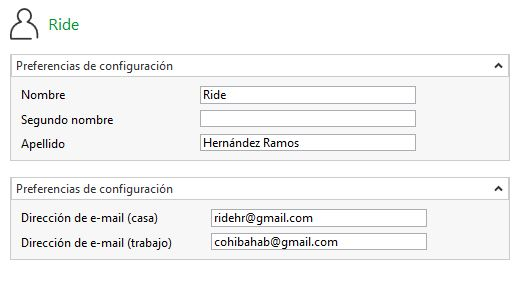 Ride
Preferencias de configuración
Nombre Ride
Segundo nombre
Apellido Hernández Ramos
Preferencias de configuración
Dirección de e-mail (casa) ridehr@gmail.com
Dirección de e-mail (trabajo) cohibahab@gmail.com